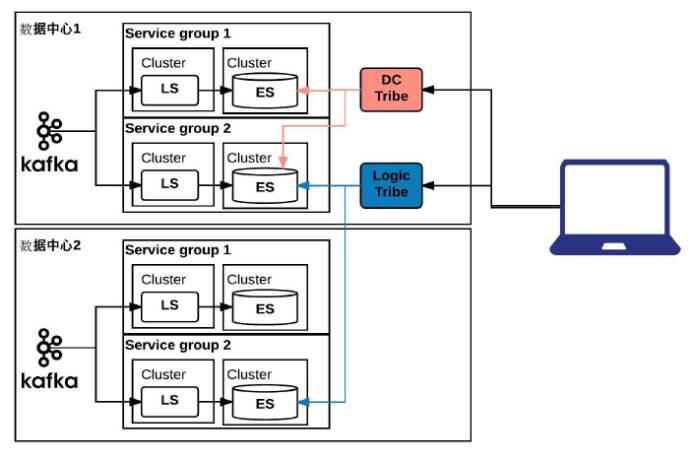 数据中心1
Service group 1
Cluster
Cluster
LS
ES
DC
Tribe
kafka
Service group 2
Cluster
Cluster
LS
ES
Logic
Tribe
数据中心2
Service group 1
Cluster
Cluster
LS
ES
kafka
Service group 2
Cluster
Cluster
LS
ES